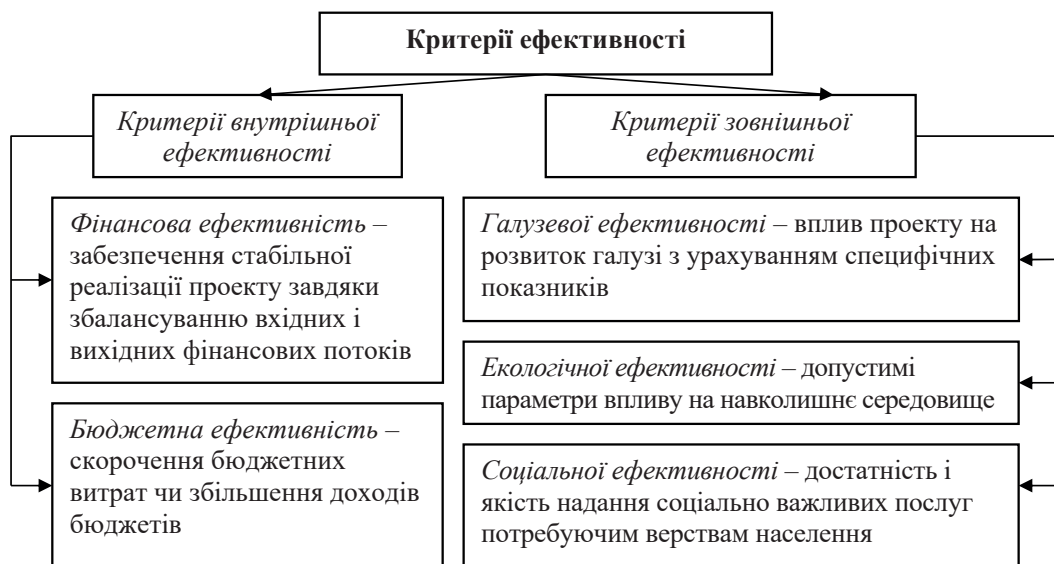 Критерії ефективності
Критерії внутрішньої
ефективності
Критерії зовнішньої
ефективності
Фінансова ефективність –
забезпечення стабільної
реалізації проекту завдяки
збалансуванню вхідних і
вихідних фінансових потоків
Бюджетна ефективність –
скорочення бюджетних
витрат чи збільшення доходів
бюджетів
Галузевої ефективності – вплив проекту на
розвиток галузі з урахуванням специфічних
показників
Екологічної ефективності – допустимі
параметри впливу на навколишнє середовище
Соціальної ефективності – достатність і
якість надання соціально важливих послуг
потребуючим верствам населення